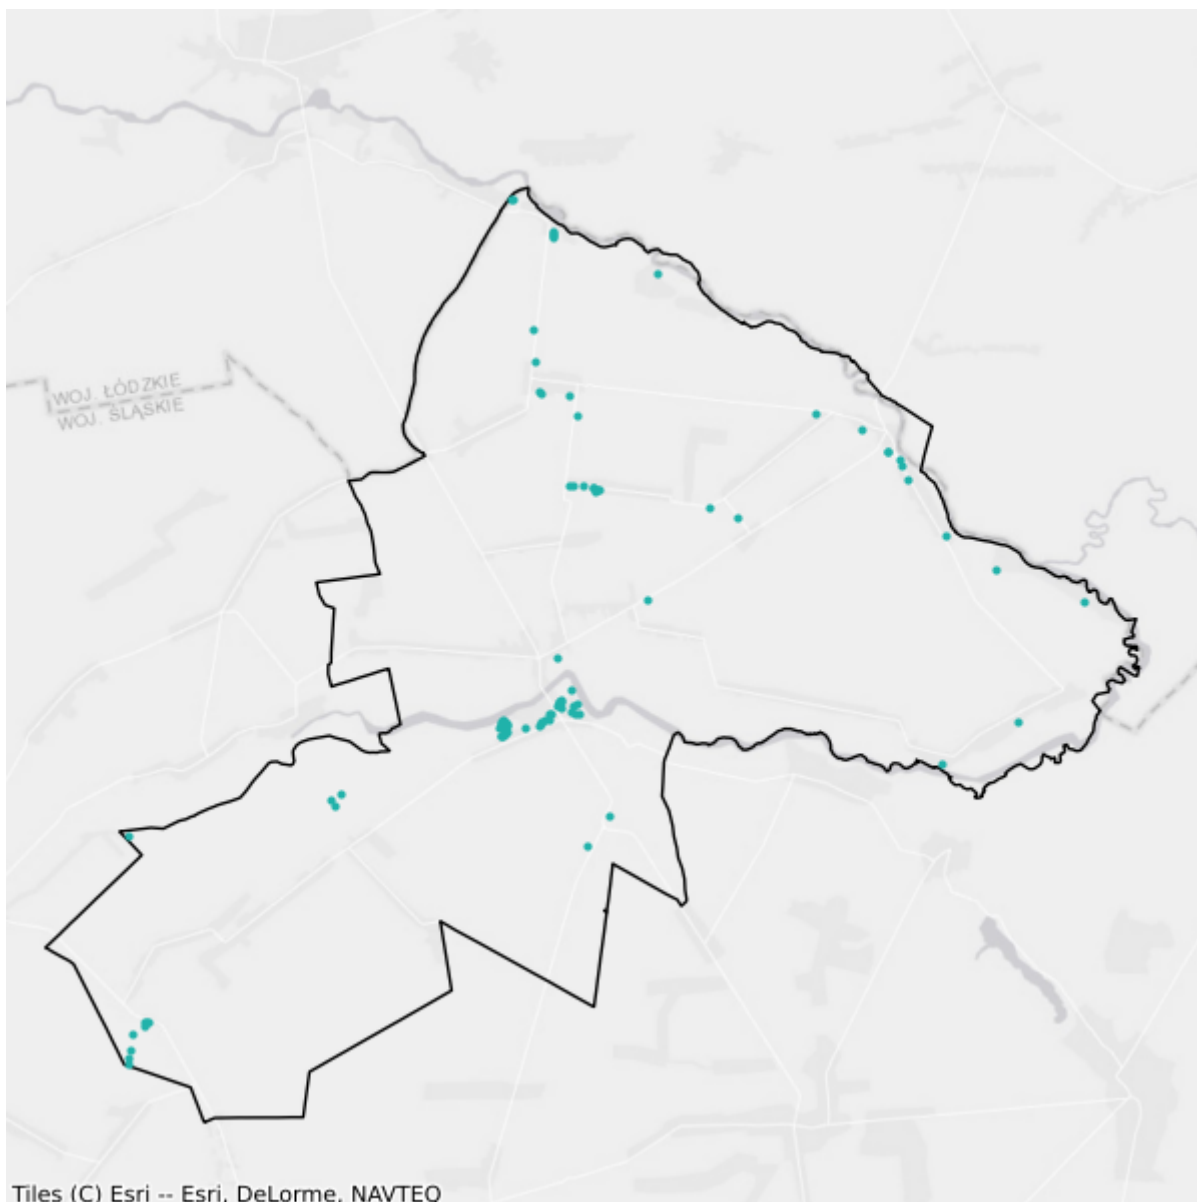 WOJ. ŁÓDZKIE
WOJ. ŚLĄSKIE
Tiles (C) Esri -- Esri, DeLorme, NAVTEQ